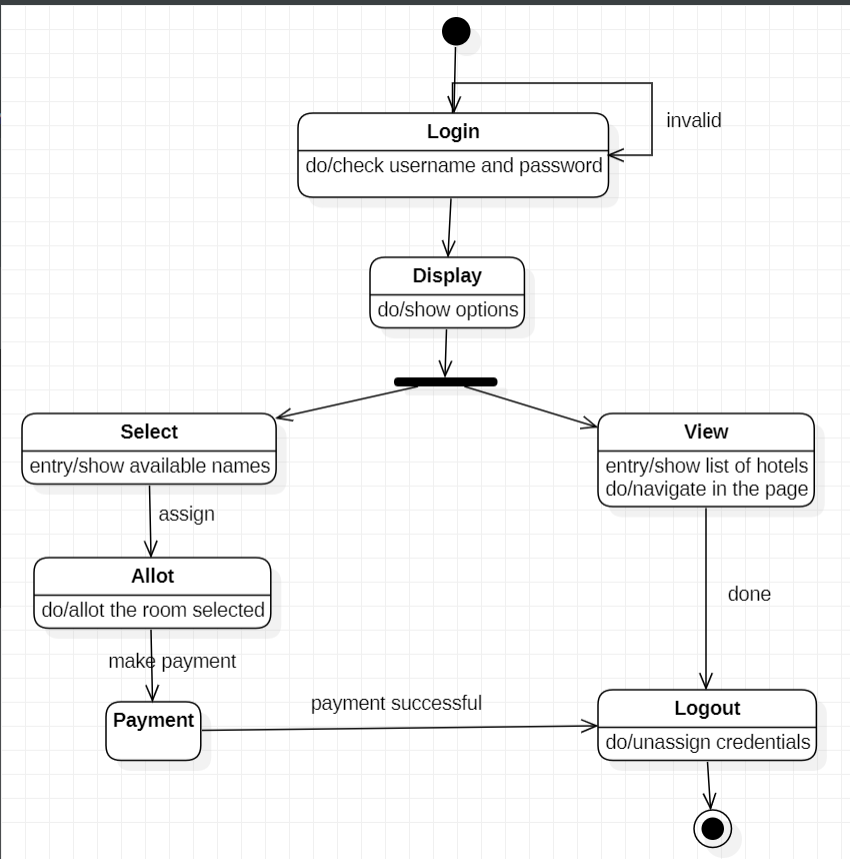 invalid
Login
do/check username and password
Display
do/show options
Select
entry/show available names
View
entry/show list of hotels
do/navigate in the page
assign
Allot
do/allot the room selected
done
make payment
Payment
payment successful
Logout
do/unassign credentials